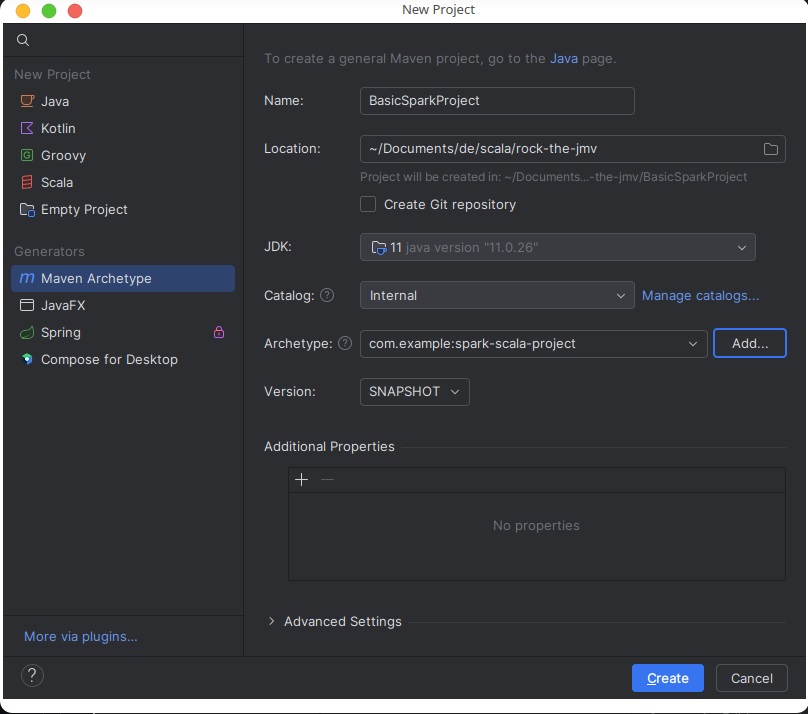 New Project
To create a general Maven project, go to the Java page.
New Project
Java
Kotlin
Groovy
Scala
Empty Project
Generators
Maven Archetype
JavaFX
Spring
Compose for Desktop
More via plugins...
Name: BasicSparkProject
Location: ~/Documents/de/scala/rock-the-jmv
Project will be created in: ~/Documents...-the-jmv/BasicSparkProject
Create Git repository
JDK: 11 java version "11.0.26"
Catalog: ? Internal Manage catalogs...
Archetype: ? com.example:spark-scala-project Add...
Version: SNAPSHOT
Additional Properties
No properties
Advanced Settings
? Create Cancel